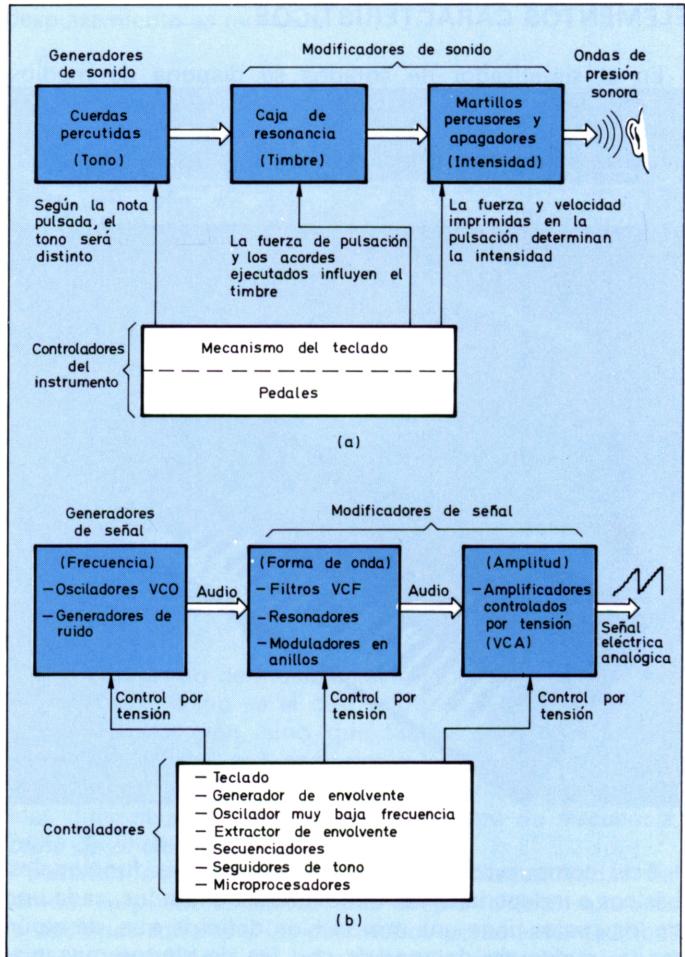 ELEMENTOS CARACTERÍSTICOS
Generadores
de sonido
Modificadores de sonido
Ondas de
presión
sonora
Cuerdas
percutidas
(Tono)
Caja de
resonancia
(Timbre)
Martillos
percusores y
apagadores
(Intensidad)
Según la nota
pulsada, el
tono será
distinto
La fuerza de pulsación
y los acordes
ejecutados influyen el
timbre
La fuerza y velocidad
imprimidas en la
pulsación determinan
la intensidad
Controladores
del
instrumento
Mecanismo del teclado
Pedales
(a)
Generadores
de señal
Modificadores de señal
(Frecuencia)
– Osciladores VCO
– Generadores de
ruido
Audio
(Forma de onda)
– Filtros VCF
– Resonadores
– Moduladores en
anillos
Audio
(Amplitud)
– Amplificadores
controlados
por tensión
(VCA)
Señal
eléctrica
analógica
Control por
tensión
Control por
tensión
Control por
tensión
Controladores
– Teclado
– Generador de envolvente
– Oscilador muy baja frecuencia
– Extractor de envolvente
– Secuenciadores
– Seguidores de tono
– Microprocesadores
(b)